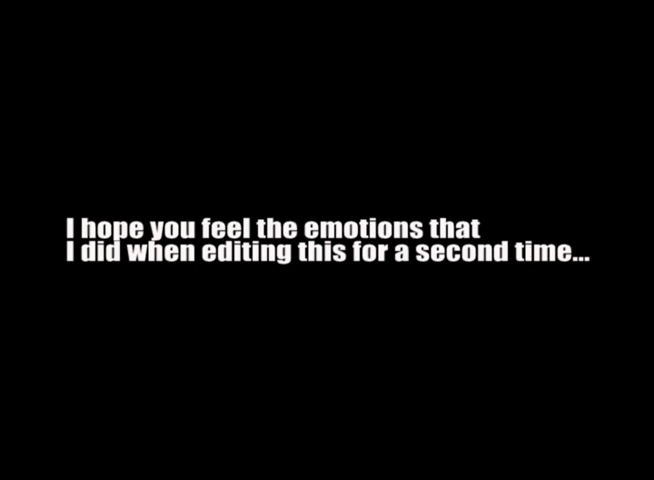 I hope you feel the emotions that
I did when editing this for a second time...